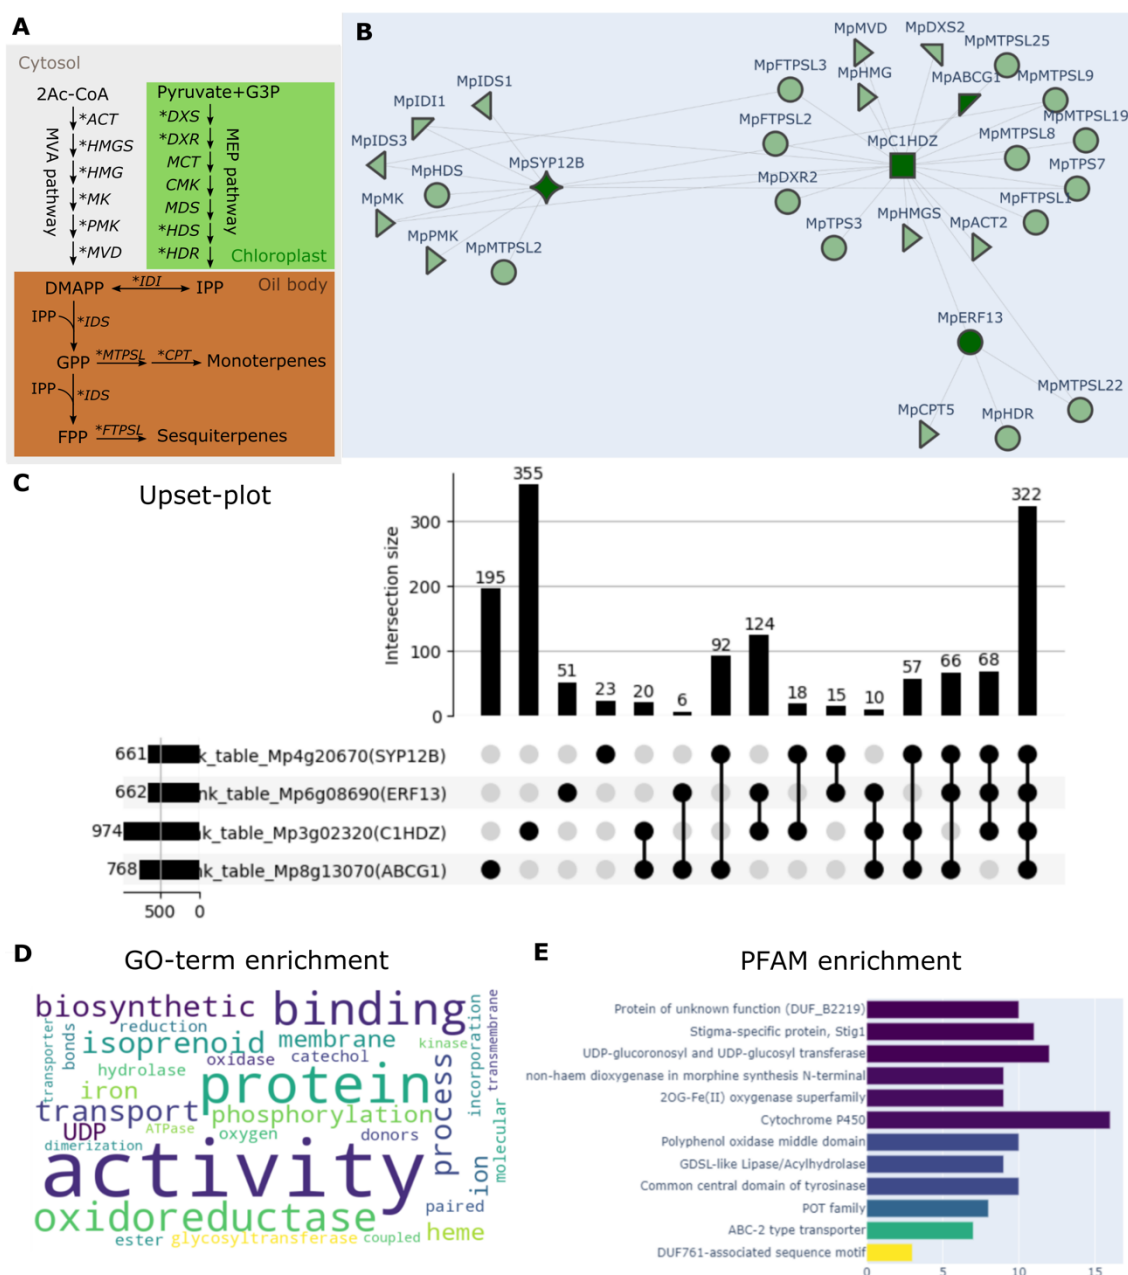 A
Cytosol
2Ac-CoA
*ACT
*HMGS
*HMG
*MK
*PMK
*MVD
MVA pathway
Pyruvate+G3P
*DXS
*DXR
MCT
CMK
MDS
*HDS
*HDR
MEP pathway
Chloroplast
Oil body
DMAPP
*IDI
IPP
IPP
*IDS
GPP
*MTPSL
*CPT
Monoterpenes
IPP
*IDS
FPP
*FTPSL
Sesquiterpenes
B
MpIDS1
MpIDI1
MpIDS3
MpHDS
MpSYP12B
MpMK
MpPMK
MpMTPSL2
MpMVD
MpDXS2
MpMTPSL25
MpFTPSL3
MpHMG
MpABCG1
MpMTPSL9
MpFTPSL2
MpC1HDZ
MpMTPSL8
MpMTPSL19
MpTPS7
MpDXR2
MpFTPSL1
MpTPS3
MpHMGS
MpACT2
MpERF13
MpMTPSL22
MpCPT5
MpHDR
C
Upset-plot
Intersection size
300
200
100
0
195
355
51
23
20
6
92
124
18
15
10
57
66
68
322
661
k_table_Mp4g20670(SYP12B)
662
nk_table_Mp6g08690(ERF13)
974
k_table_Mp3g02320(C1HDZ)
768
nk_table_Mp8g13070(ABCG1)
500 0
D
GO-term enrichment
biosynthetic
binding
transporter
bonds
reduction
isoprenoid
membrane
kinase
incorporation
transmembrane
oxidase
catechol
hydrolase
iron
protein
process
transport
phosphorylation
UDP
ATPase
oxygen
donors
dimerization
molecular
activity
ion
paired
oxidoreductase
heme
ester
glycosyltransferase
coupled
E
PFAM enrichment
Protein of unknown function (DUF_B2219)
Stigma-specific protein, Stig1
UDP-glucoronosyl and UDP-glucosyl transferase
non-haem dioxygenase in morphine synthesis N-terminal
2OG-Fe(II) oxygenase superfamily
Cytochrome P450
Polyphenol oxidase middle domain
GDSL-like Lipase/Acylhydrolase
Common central domain of tyrosinase
POT family
ABC-2 type transporter
DUF761-associated sequence motif
0 5 10 15